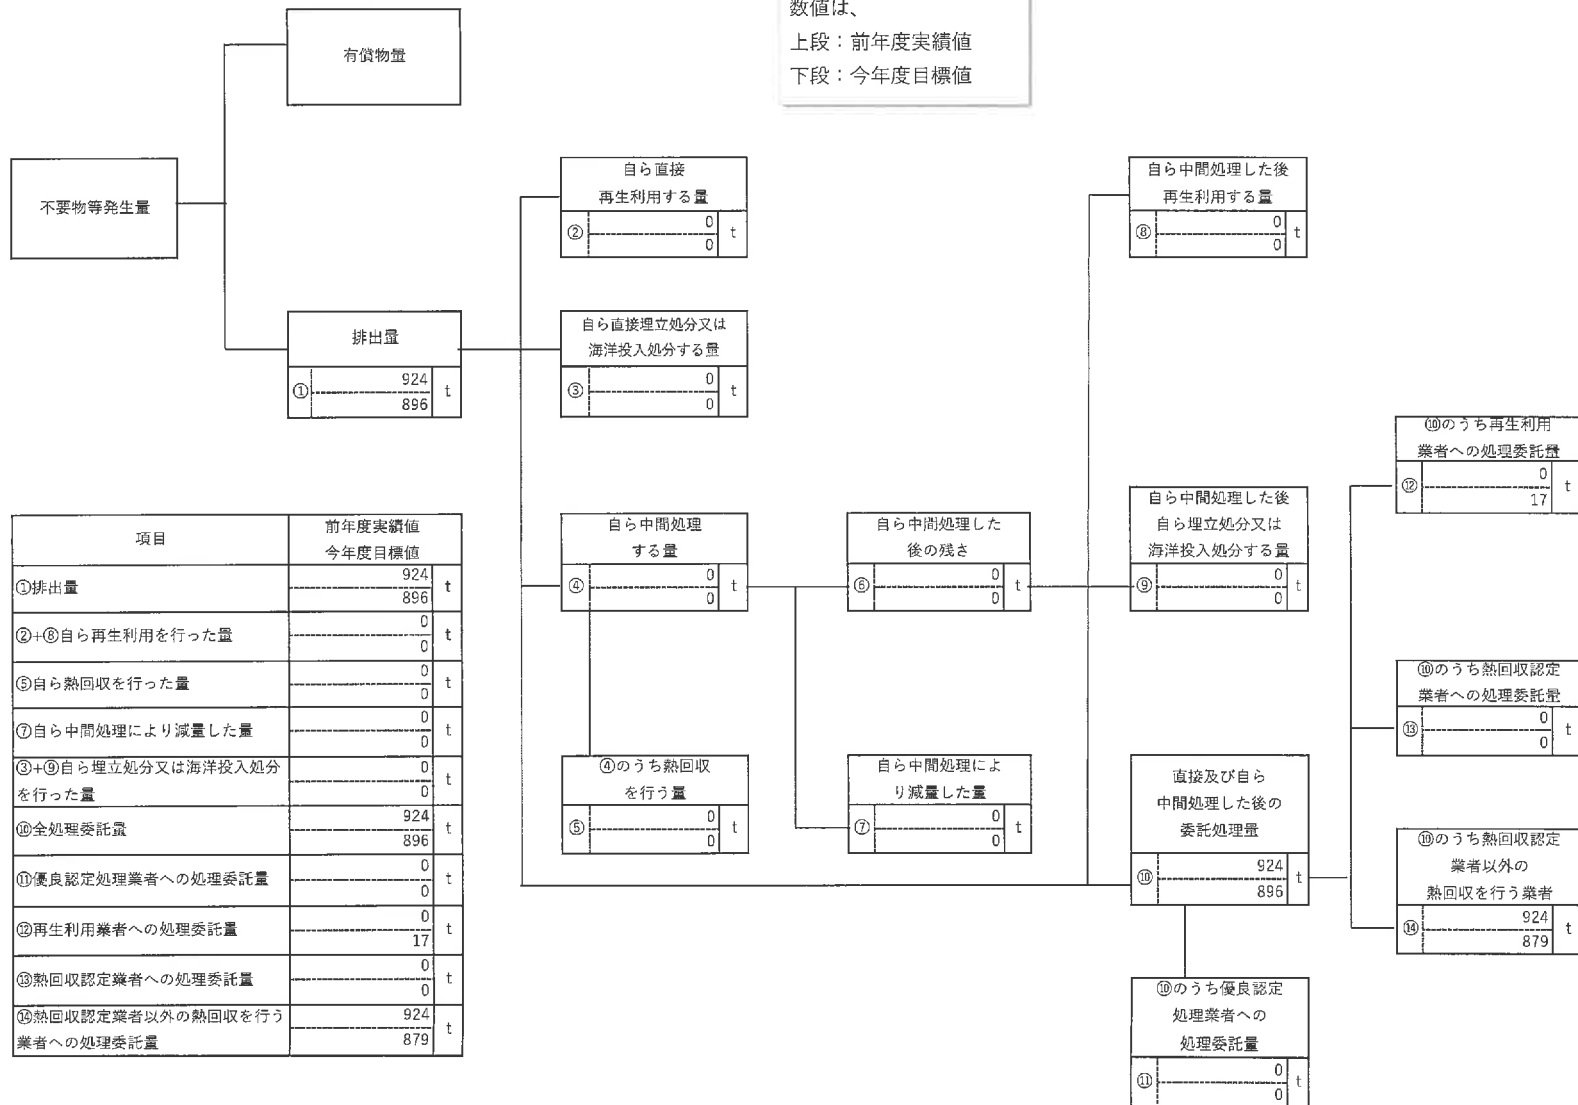 数値は、
上段：前年度実績値
下段：今年度目標値
有償物量
不要物等発生量
排出量
①
924
896
t
自ら直接
再生利用する量
②
0
0
t
自ら直接埋立処分又は
海洋投入処分する量
③
0
0
t
自ら中間処理
する量
④
0
0
t
④のうち熱回収
を行う量
⑤
0
0
t
自ら中間処理した
後の残さ
⑥
0
0
t
自ら中間処理によ
り減量した量
⑦
0
0
t
自ら中間処理した後
再生利用する量
⑧
0
0
t
自ら中間処理した後
自ら埋立処分又は
海洋投入処分する量
⑨
0
0
t
直接及び自ら
中間処理した後の
委託処理量
⑩
924
896
t
⑩のうち優良認定
処理業者への
処理委託量
⑪
0
0
t
⑩のうち再生利用
業者への処理委託量
⑫
0
17
t
⑩のうち熱回収認定
業者への処理委託量
⑬
0
0
t
⑩のうち熱回収認定
業者以外の
熱回収を行う業者
⑭
924
879
t
項目
前年度実績値
今年度目標値
①排出量
924
896
t
②+⑧自ら再生利用を行った量
0
0
t
⑤自ら熱回収を行った量
0
0
t
⑦自ら中間処理により減量した量
0
0
t
③+⑨自ら埋立処分又は海洋投入処分
を行った量
0
0
t
⑩全処理委託量
924
896
t
⑪優良認定処理業者への処理委託量
0
0
t
⑫再生利用業者への処理委託量
0
17
t
⑬熱回収認定業者への処理委託量
0
0
t
⑭熱回収認定業者以外の熱回収を行う
業者への処理委託量
924
879
t